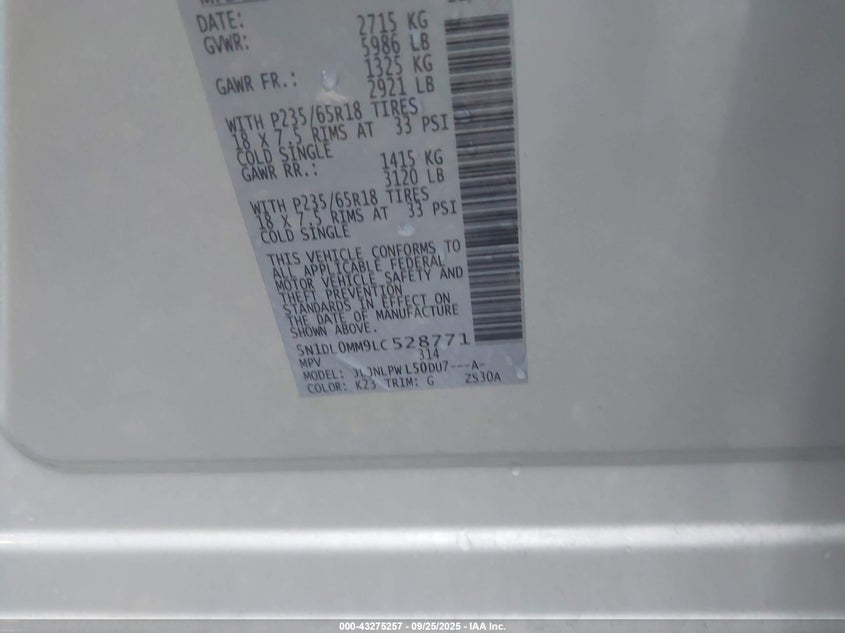 DATE:
GVWR: 2715 KG
5986 LB
GAWR FR.: 1325 KG
2921 LB
WITH P235/65R18 TIRES
18 X 7.5 RIMS AT 33 PSI
COLD SINGLE
GAWR RR.: 1415 KG
3120 LB
WITH P235/65R18 TIRES
18 X 7.5 RIMS AT 33 PSI
COLD SINGLE
THIS VEHICLE CONFORMS TO
ALL APPLICABLE FEDERAL
MOTOR VEHICLE SAFETY AND
THEFT PREVENTION
STANDARDS IN EFFECT ON
THE DATE OF MANUFACTURE
SHOWN ABOVE.
5N1DL0MM9LC528771
MPV 314
MODEL: JLJNLPWL50DU7---A-
COLOR: K23 TRIM: G ZS30A
000-43275257 - 09/25/2025 - IAA Inc.